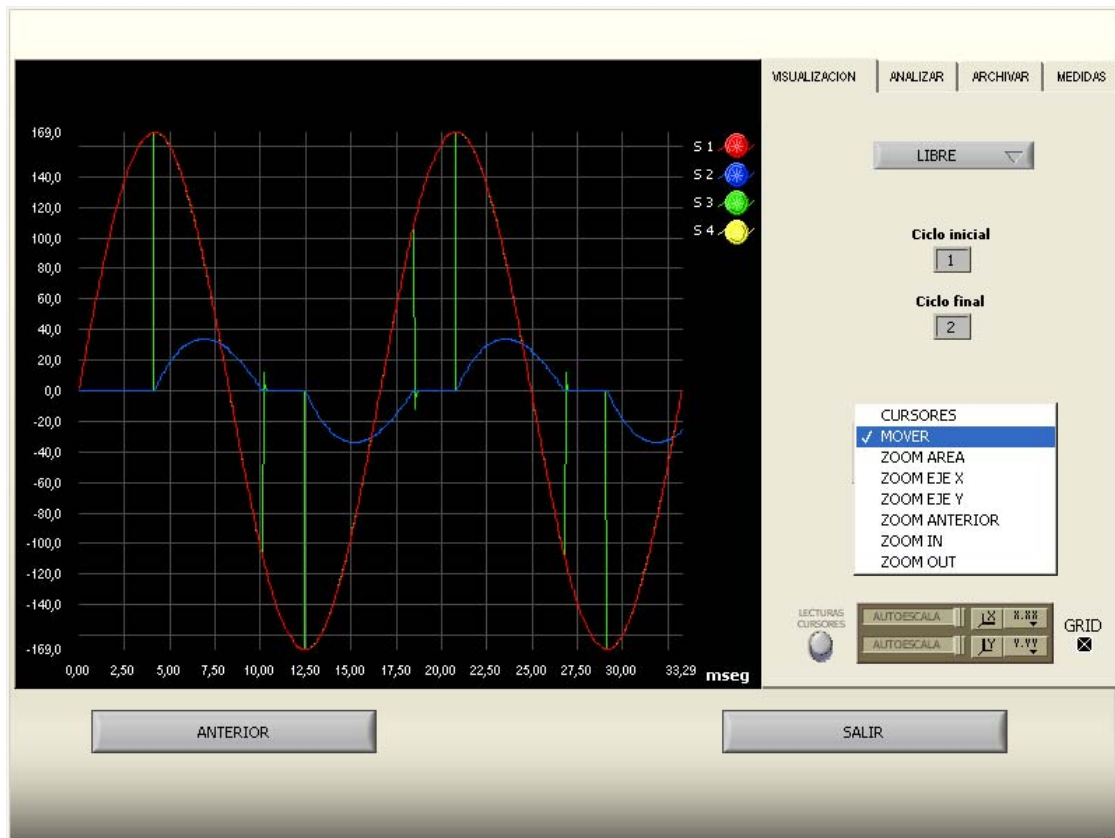 VISUALIZACION ANALIZAR ARCHIVAR MEDIDAS
LIBRE
S 1
S 2
S 3
S 4
169,0
140,0
120,0
100,0
80,0
60,0
40,0
20,0
0,0
-20,0
-40,0
-60,0
-80,0
-100,0
-120,0
-140,0
-169,0
0,00 2,50 5,00 7,50 10,00 12,50 15,00 17,50 20,00 22,50 25,00 27,50 30,00 33,29 mseg
Ciclo inicial
1
Ciclo final
2
CURSORES
✓ MOVER
ZOOM AREA
ZOOM EJE X
ZOOM EJE Y
ZOOM ANTERIOR
ZOOM IN
ZOOM OUT
LECTURAS
CURSORES
AUTOESCALA X X.XX
AUTOESCALA Y Y.YY
GRID
ANTERIOR SALIR